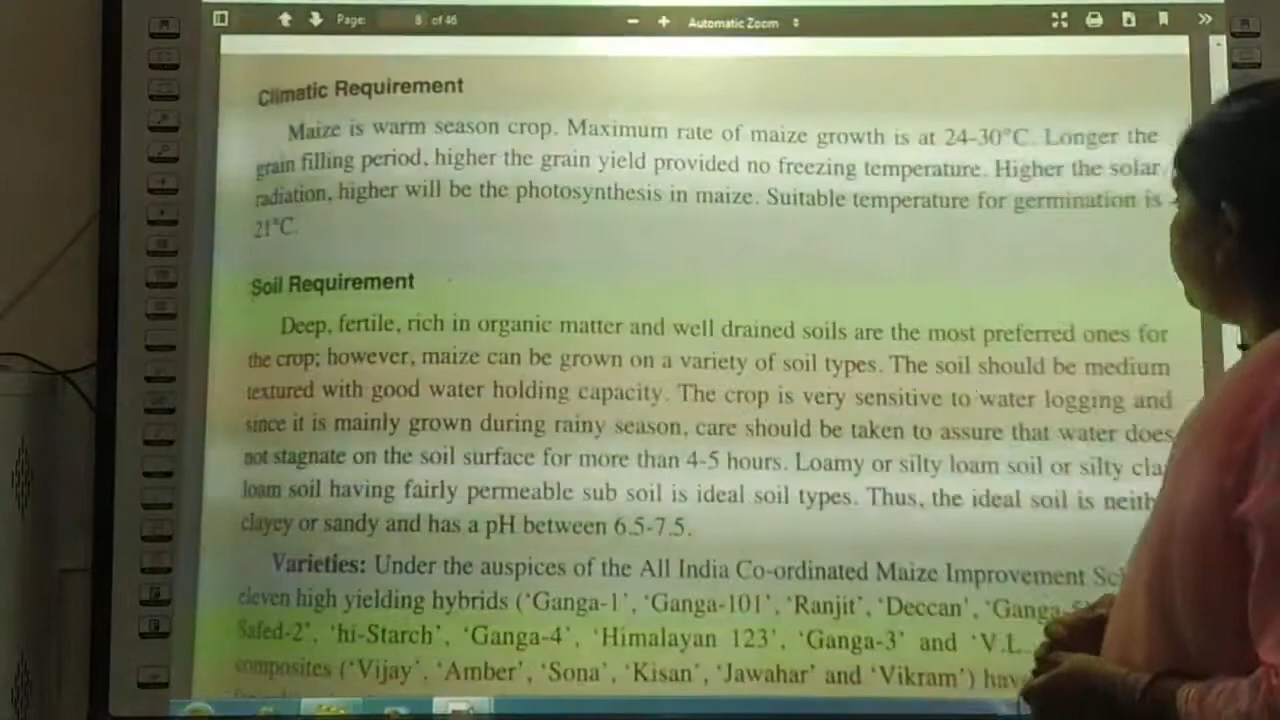 Page: 8 of 46 Automatic Zoom
Climatic Requirement
Maize is warm season crop. Maximum rate of maize growth is at 24-30°C. Longer the
grain filling period, higher the grain yield provided no freezing temperature. Higher the solar
radiation, higher will be the photosynthesis in maize. Suitable temperature for germination is
21°C.
Soil Requirement
Deep, fertile, rich in organic matter and well drained soils are the most preferred ones for
the crop; however, maize can be grown on a variety of soil types. The soil should be medium
textured with good water holding capacity. The crop is very sensitive to water logging and
since it is mainly grown during rainy season, care should be taken to assure that water does
not stagnate on the soil surface for more than 4-5 hours. Loamy or silty loam soil or silty cla
loam soil having fairly permeable sub soil is ideal soil types. Thus, the ideal soil is neith
clayey or sandy and has a pH between 6.5-7.5.
Varieties: Under the auspices of the All India Co-ordinated Maize Improvement
eleven high yielding hybrids ('Ganga-1', 'Ganga-101', 'Ranjit', 'Deccan', 'Ganga-
Safed-2', 'hi-Starch', 'Ganga-4', 'Himalayan 123', 'Ganga-3' and 'V.L.
composites ('Vijay', 'Amber', 'Sona', 'Kisan', 'Jawahar' and 'Vikram') hav